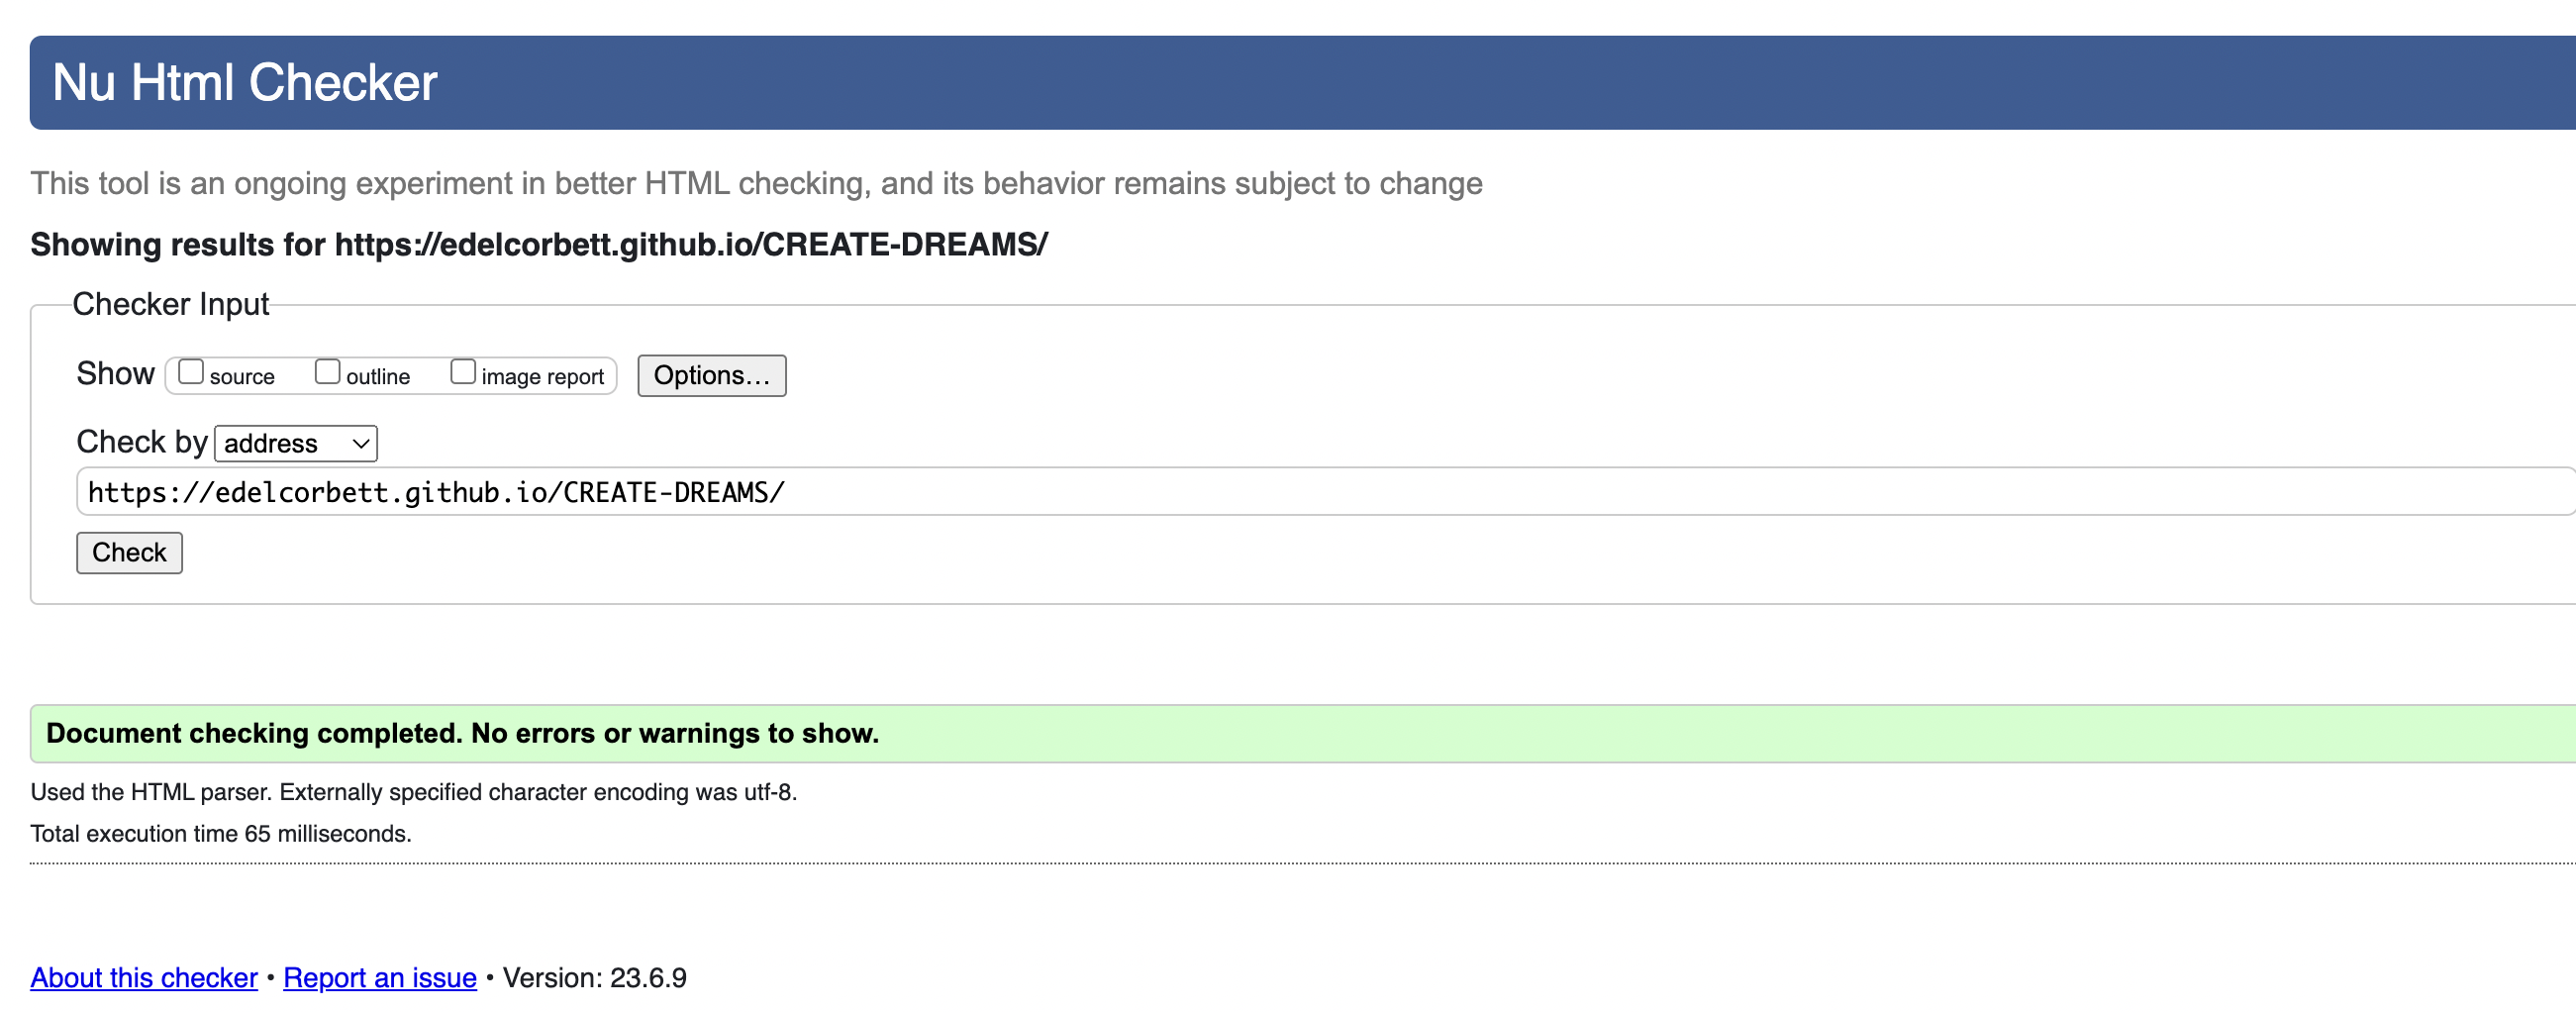 Nu Html Checker
This tool is an ongoing experiment in better HTML checking, and its behavior remains subject to change
Showing results for https://edelcorbett.github.io/CREATE-DREAMS/
Checker Input
Show source outline image report Options...
Check by address
https://edelcorbett.github.io/CREATE-DREAMS/
Check
Document checking completed. No errors or warnings to show.
Used the HTML parser. Externally specified character encoding was utf-8.
Total execution time 65 milliseconds.
About this checker • Report an issue • Version: 23.6.9